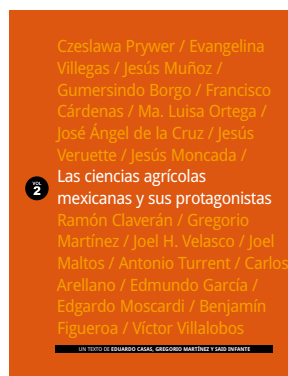 Czeslawa Prywer / Evangelina
Villegas / Jesús Muñoz /
Gumersindo Borgo / Francisco
Cárdenas / Ma. Luisa Ortega /
José Ángel de la Cruz / Jesús
Veruette / Jesús Moncada /
VOL. 2
Las ciencias agrícolas
mexicanas y sus protagonistas
Ramón Claverán / Gregorio
Martínez / Joel H. Velasco / Joel
Maltos / Antonio Turrent / Carlos
Arellano / Edmundo García /
Edgardo Moscardi / Benjamín
Figueroa / Víctor Villalobos
UN TEXTO DE EDUARDO CASAS, GREGORIO MARTÍNEZ Y SAID INFANTE